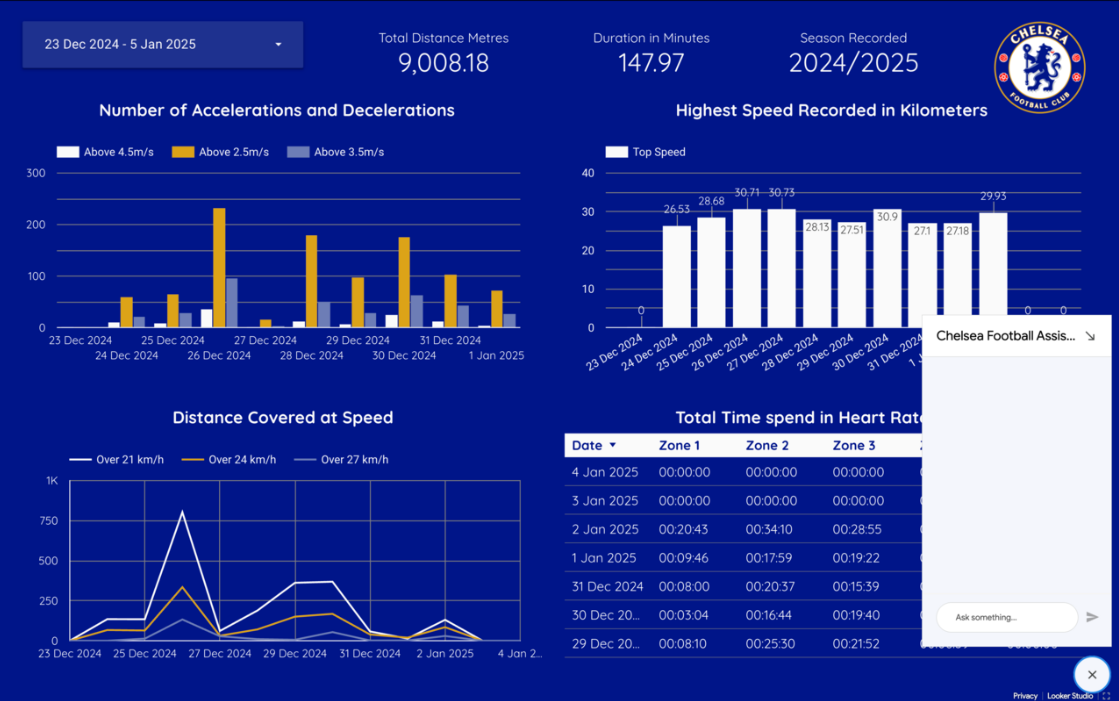 23 Dec 2024 - 5 Jan 2025
Total Distance Metres
9,008.18
Duration in Minutes
147.97
Season Recorded
2024/2025
CHELSEA
FOOTBALL CLUB
Number of Accelerations and Decelerations
Above 4.5m/s Above 2.5m/s Above 3.5m/s
300
200
100
0
23 Dec 2024 25 Dec 2024 27 Dec 2024 29 Dec 2024 31 Dec 2024
24 Dec 2024 26 Dec 2024 28 Dec 2024 30 Dec 2024 1 Jan 2025
Highest Speed Recorded in Kilometers
Top Speed
40
30
20
10
0
0 26.53 28.68 30.71 30.73 28.13 27.51 30.9 27.1 27.18 29.93 0 0
23 Dec 2024 24 Dec 2024 25 Dec 2024 26 Dec 2024 27 Dec 2024 28 Dec 2024 29 Dec 2024 30 Dec 2024 31 Dec 2024
Distance Covered at Speed
Over 21 km/h Over 24 km/h Over 27 km/h
1K
750
500
250
0
23 Dec 2024 25 Dec 2024 27 Dec 2024 29 Dec 2024 31 Dec 2024 2 Jan 2025 4 Jan 2...
Total Time spend in Heart Rate
Date Zone 1 Zone 2 Zone 3
4 Jan 2025 00:00:00 00:00:00 00:00:00
3 Jan 2025 00:00:00 00:00:00 00:00:00
2 Jan 2025 00:20:43 00:34:10 00:28:55
1 Jan 2025 00:09:46 00:17:59 00:19:22
31 Dec 2024 00:08:00 00:20:37 00:15:39
30 Dec 20... 00:03:04 00:16:44 00:19:40
29 Dec 20... 00:08:10 00:25:30 00:21:52
Chelsea Football Assis...
Ask something...
Privacy Looker Studio